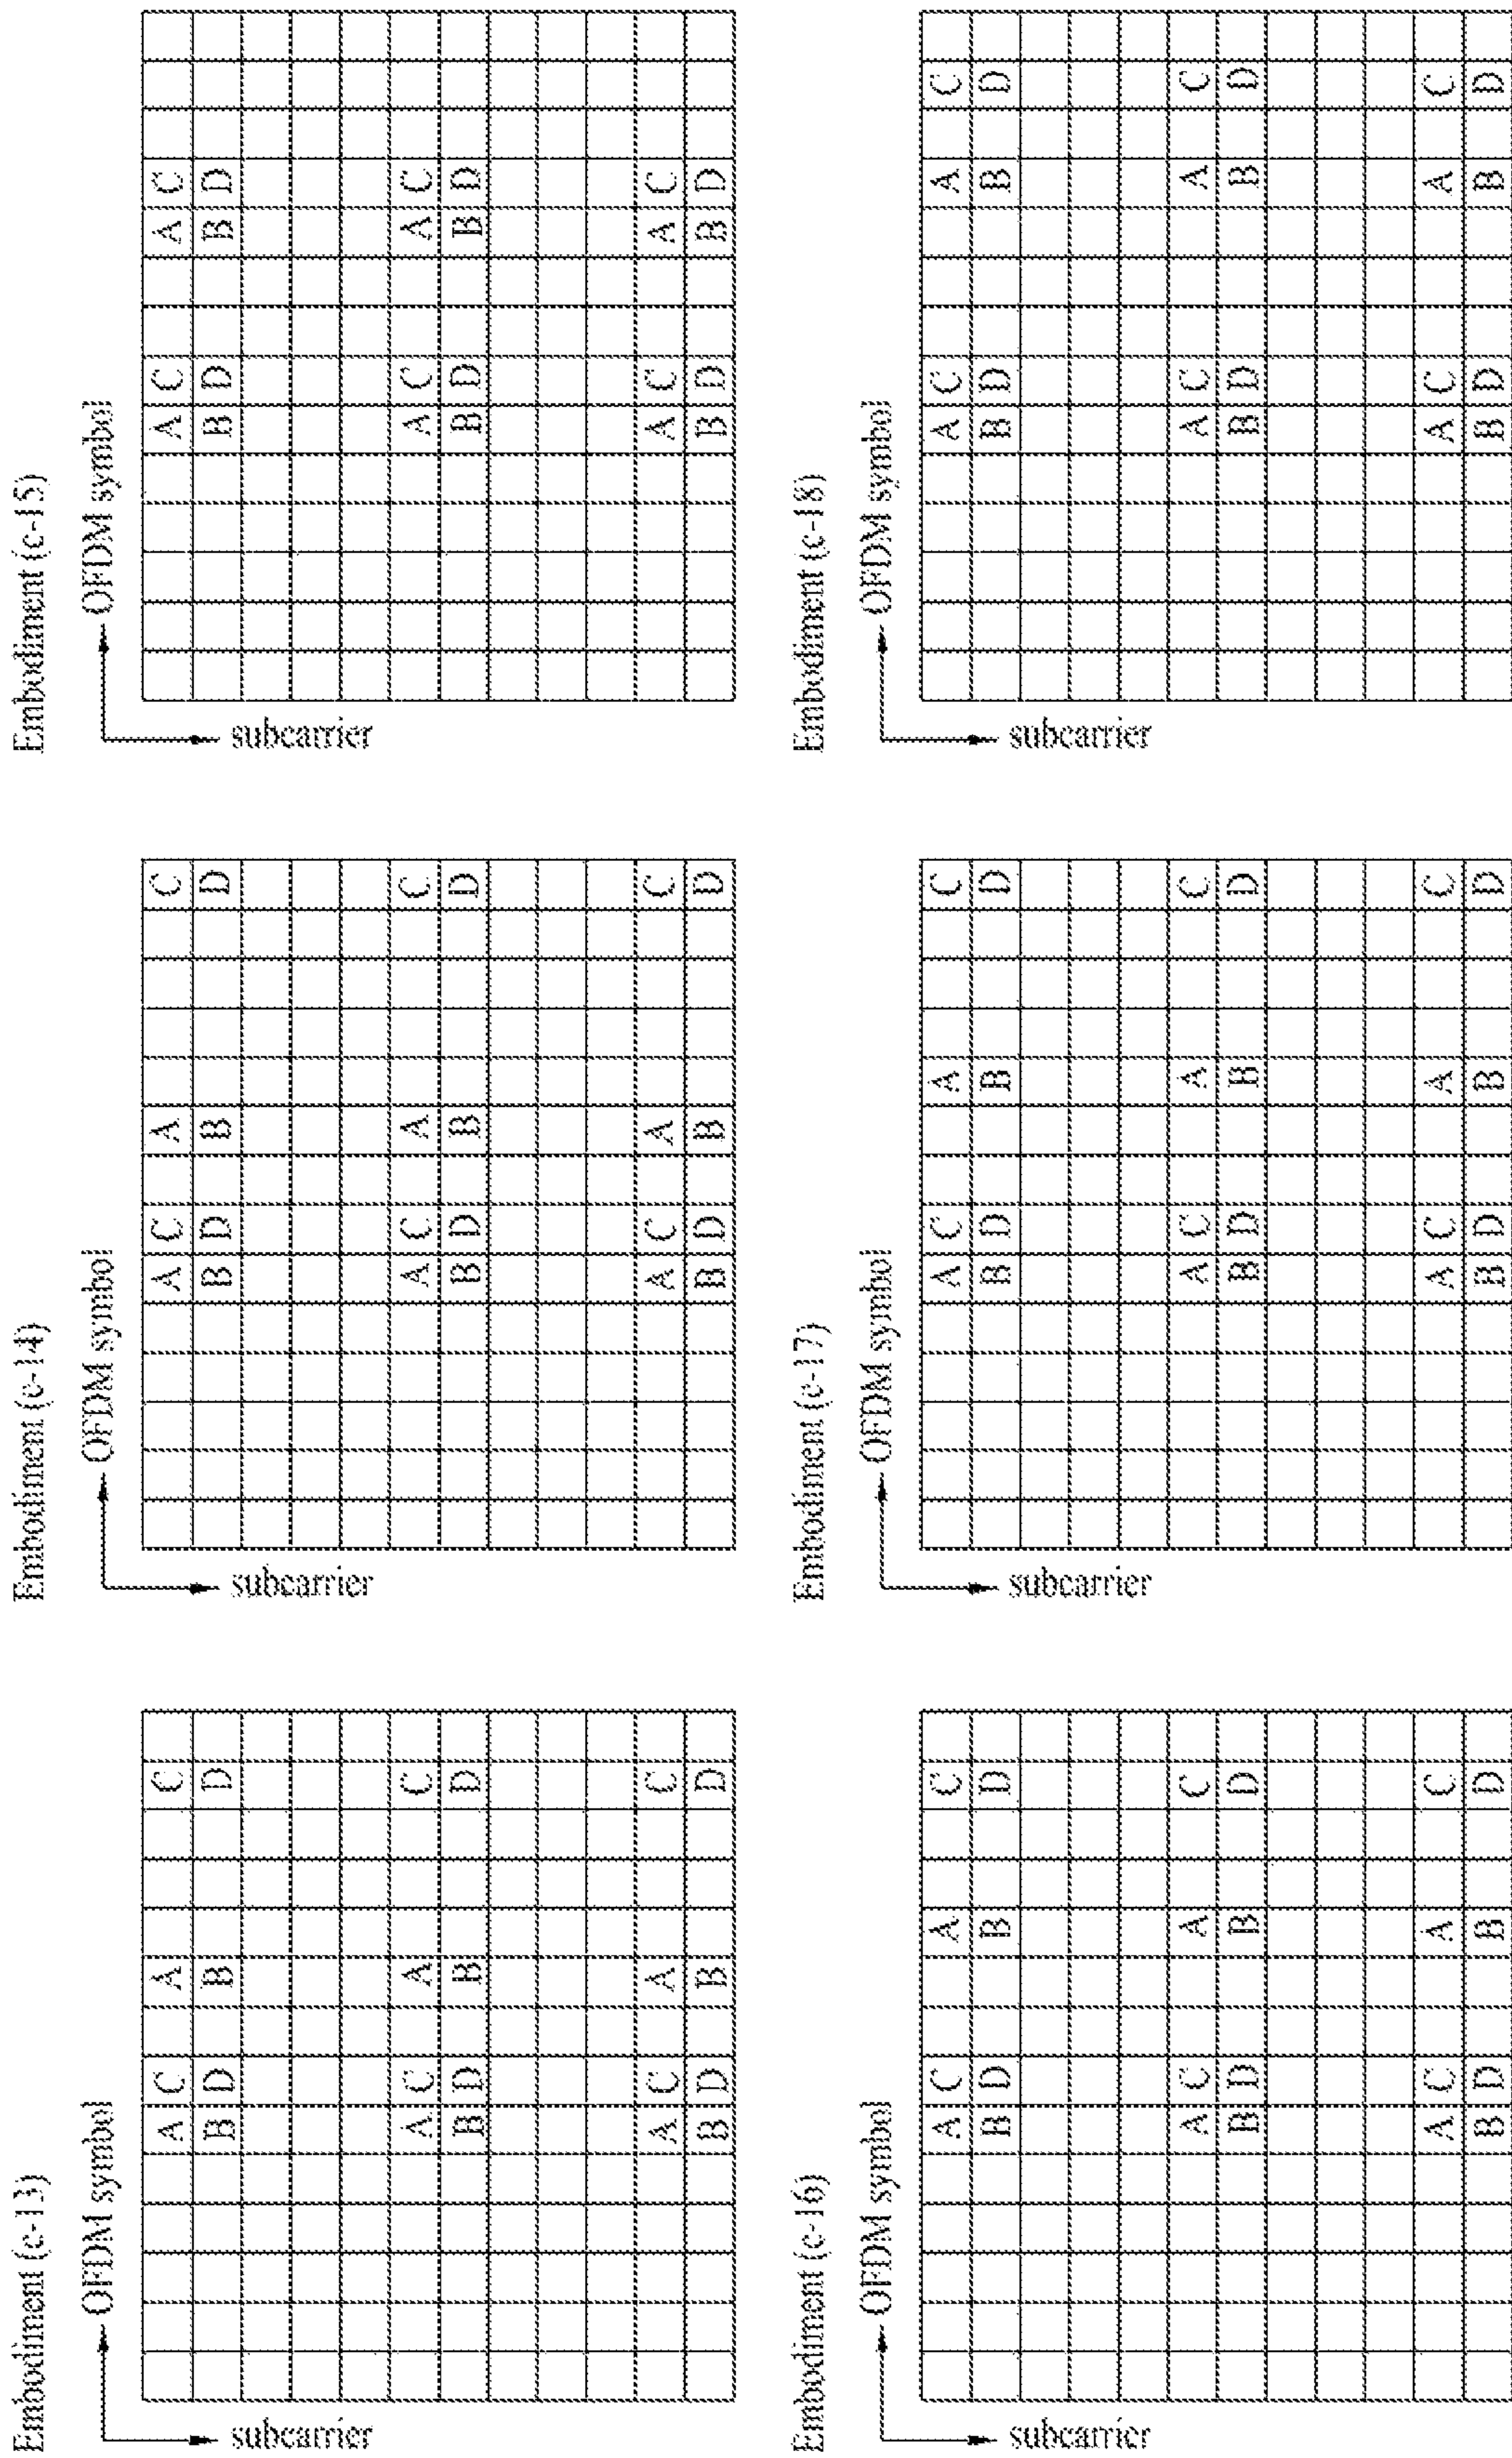 Embodiment (c-13)
OFDM symbol
subcarrier
A C A C
B D B D
A C A C
B D B D
A C A C
B D B D
Embodiment (c-14)
OFDM symbol
subcarrier
A C A C
B D B D
A C A C
B D B D
A C A C
B D B D
Embodiment (c-15)
OFDM symbol
subcarrier
A C A C
B D B D
A C A C
B D B D
A C A C
B D B D
Embodiment (c-16)
OFDM symbol
subcarrier
A C A C
B D B D
A C A C
B D B D
A C A C
B D B D
Embodiment (c-17)
OFDM symbol
subcarrier
A C A C
B D B D
A C A C
B D B D
A C A C
B D B D
Embodiment (c-18)
OFDM symbol
subcarrier
A C A C
B D B D
A C A C
B D B D
A C A C
B D B D